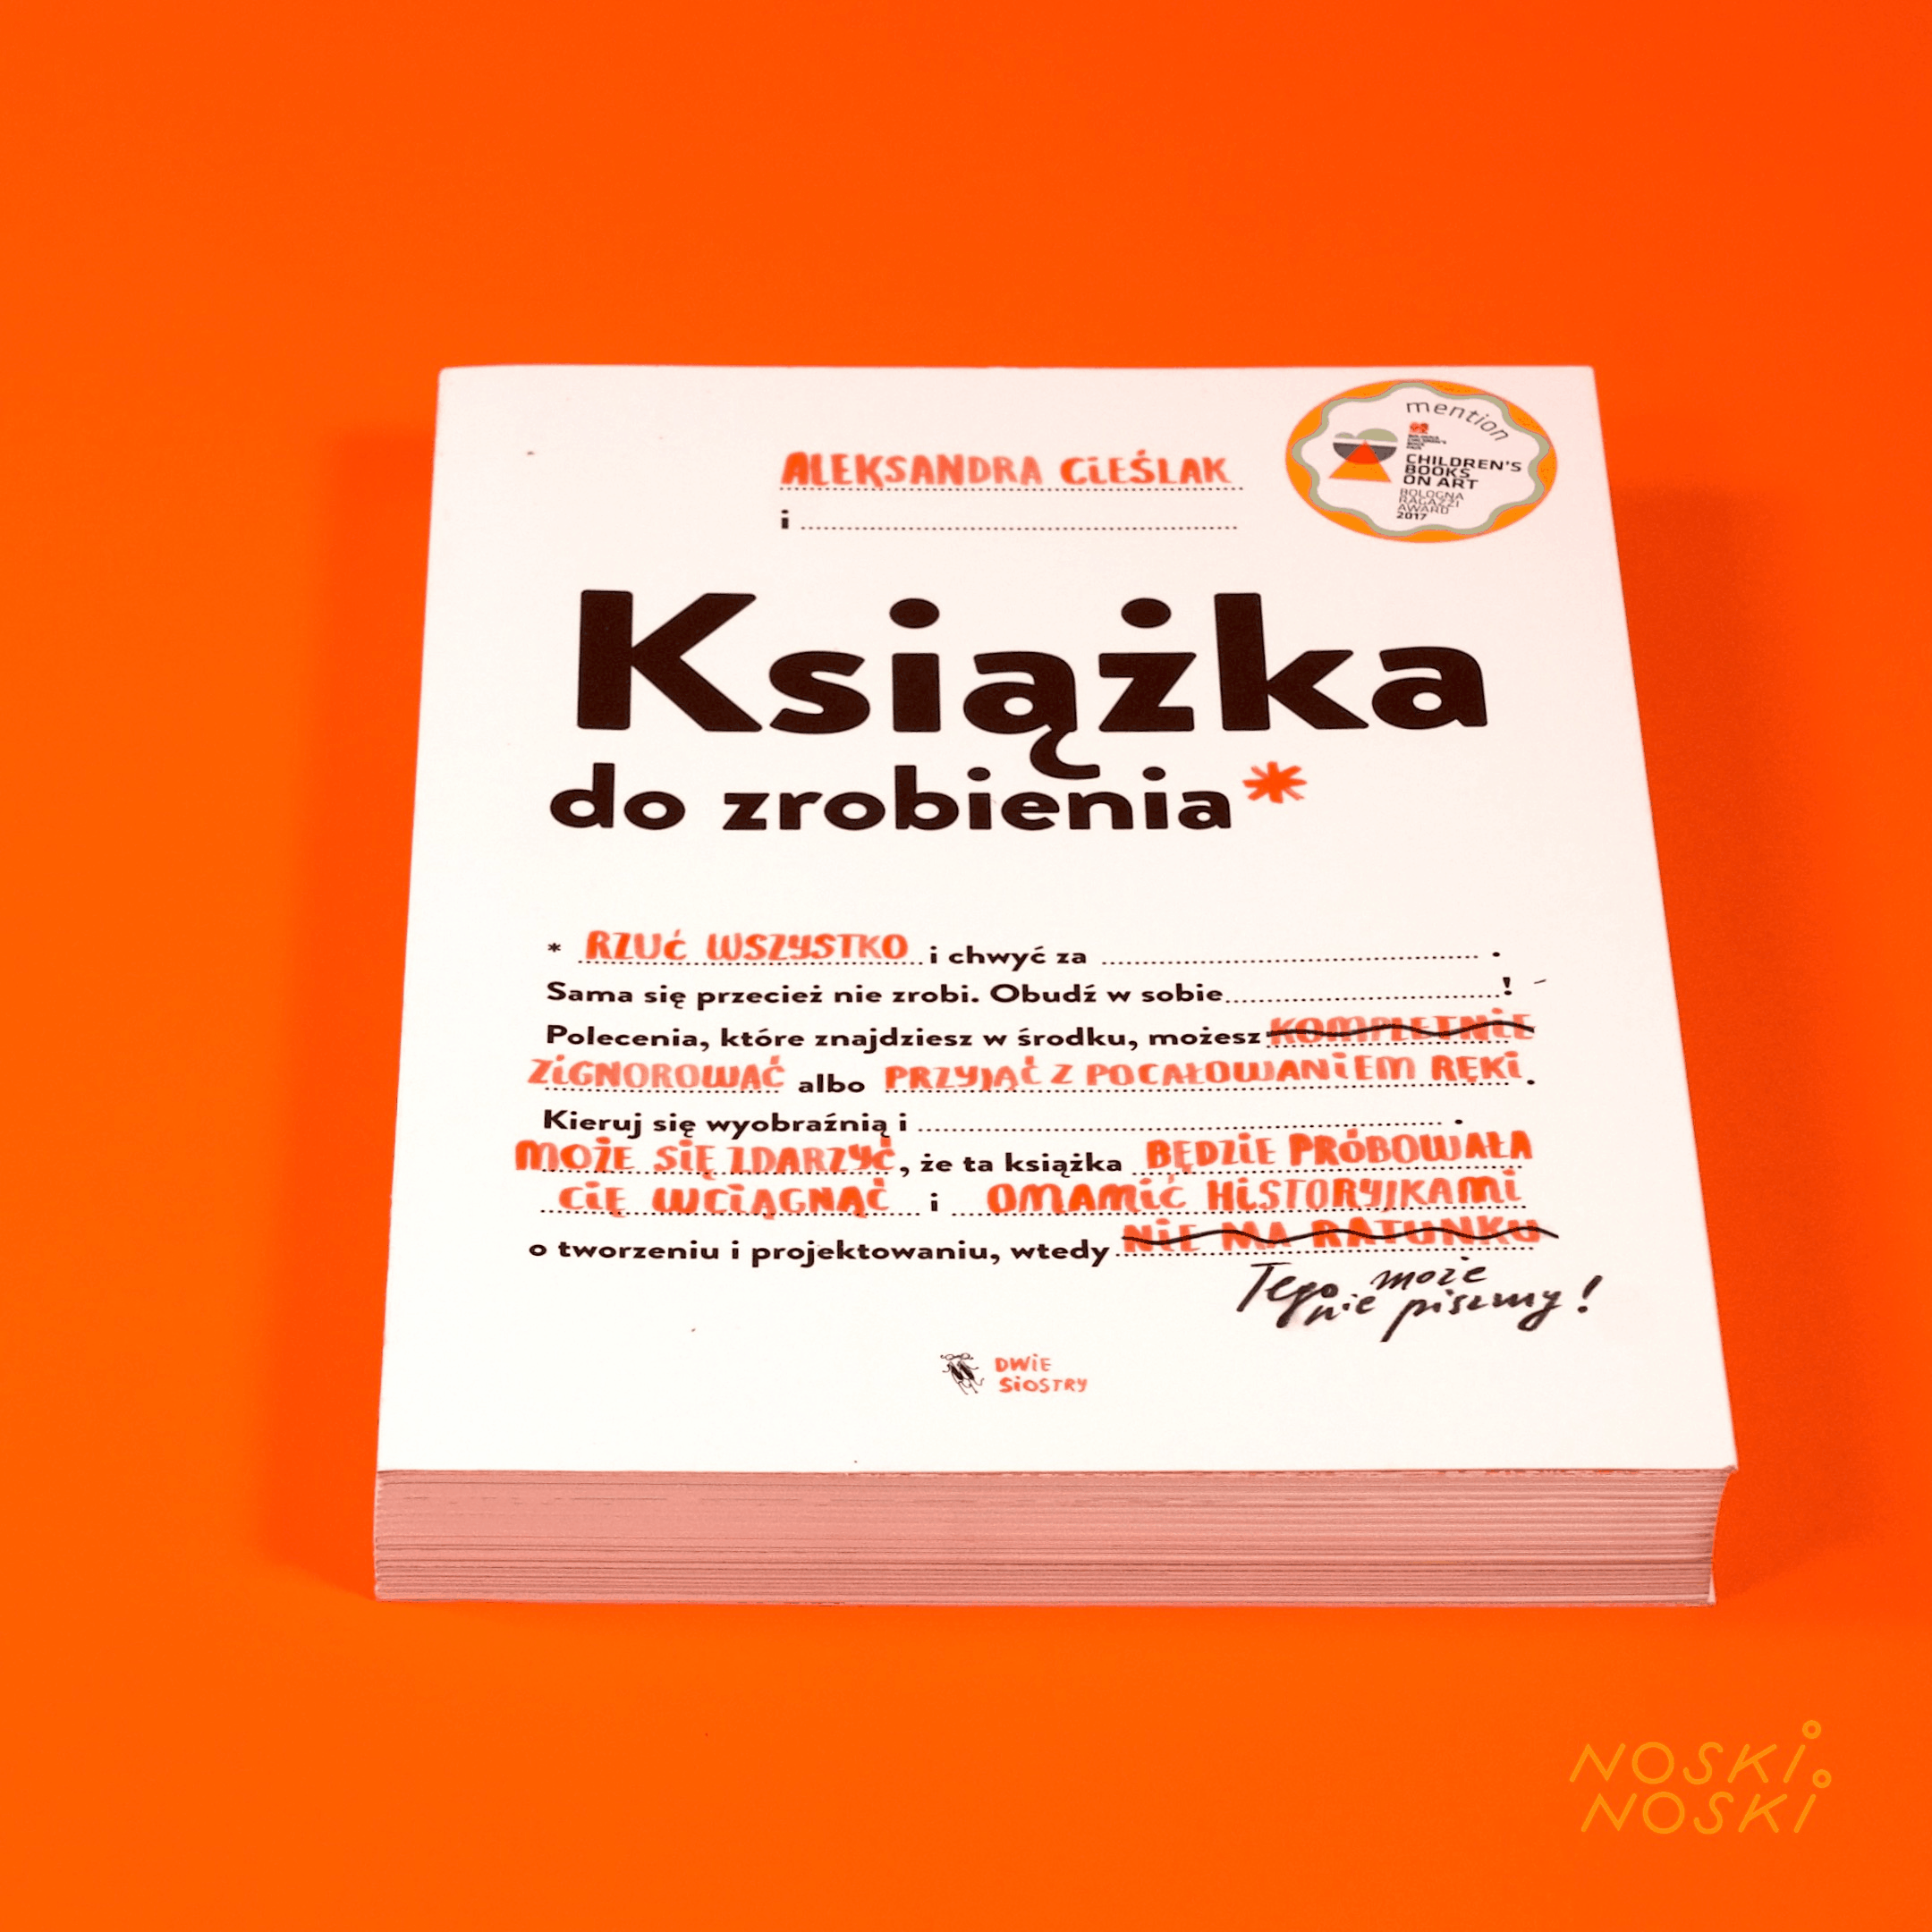 mention
CHILDREN'S
BOOKS
ON ART
BOLOGNA
RAGAZZI
AWARD
2017
ALEKSANDRA CIEŚLAK
i
Książka
do zrobienia*
* RZUĆ WSZYSTKO i chwyć za .
Sama się przecież nie zrobi. Obudź w sobie !
Polecenia, które znajdziesz w środku, możesz KOMPLETNIE
ZiGNOROWAĆ albo PRZYJĄĆ Z POCAŁOWANiEM RĘKi.
Kieruj się wyobraźnią i .
MOŻE SiĘ ZDARZYĆ, że ta książka BĘDZiE PRÓBOWAŁA
CiĘ WCiĄGNĄĆ i OMAMiĆ HiSTORYJKAMi
o tworzeniu i projektowaniu, wtedy NiE MA RATUNKU
Tego może
nie piszmy!
DWiE
SiOSTRY
NOSKI
NOSKI